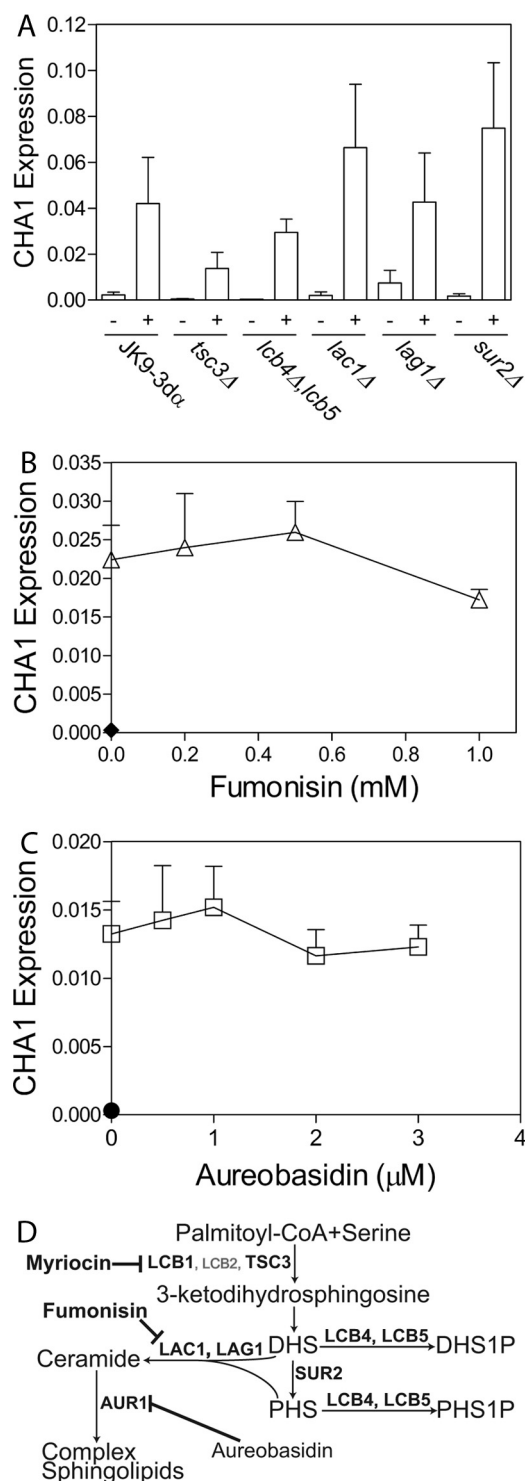 A
CHA1 Expression
0.12
0.10
0.08
0.06
0.04
0.02
0.00
- + - + - + - + - + - +
JK9-3dα
tsc3Δ
lcb4Δ,lcb5
lac1Δ
lag1Δ
sur2Δ
B
CHA1 Expression
0.035
0.030
0.025
0.020
0.015
0.010
0.005
0.000
0.0 0.2 0.4 0.6 0.8 1.0
Fumonisin (mM)
C
CHA1 Expression
0.020
0.015
0.010
0.005
0.000
0 1 2 3 4
Aureobasidin (μM)
D
Palmitoyl-CoA+Serine
Myriocin LCB1, LCB2, TSC3
3-ketodihydrosphingosine
Fumonisin
LAC1, LAG1 DHS LCB4, LCB5 DHS1P
Ceramide
SUR2
AUR1 PHS LCB4, LCB5 PHS1P
Complex
Sphingolipids
Aureobasidin